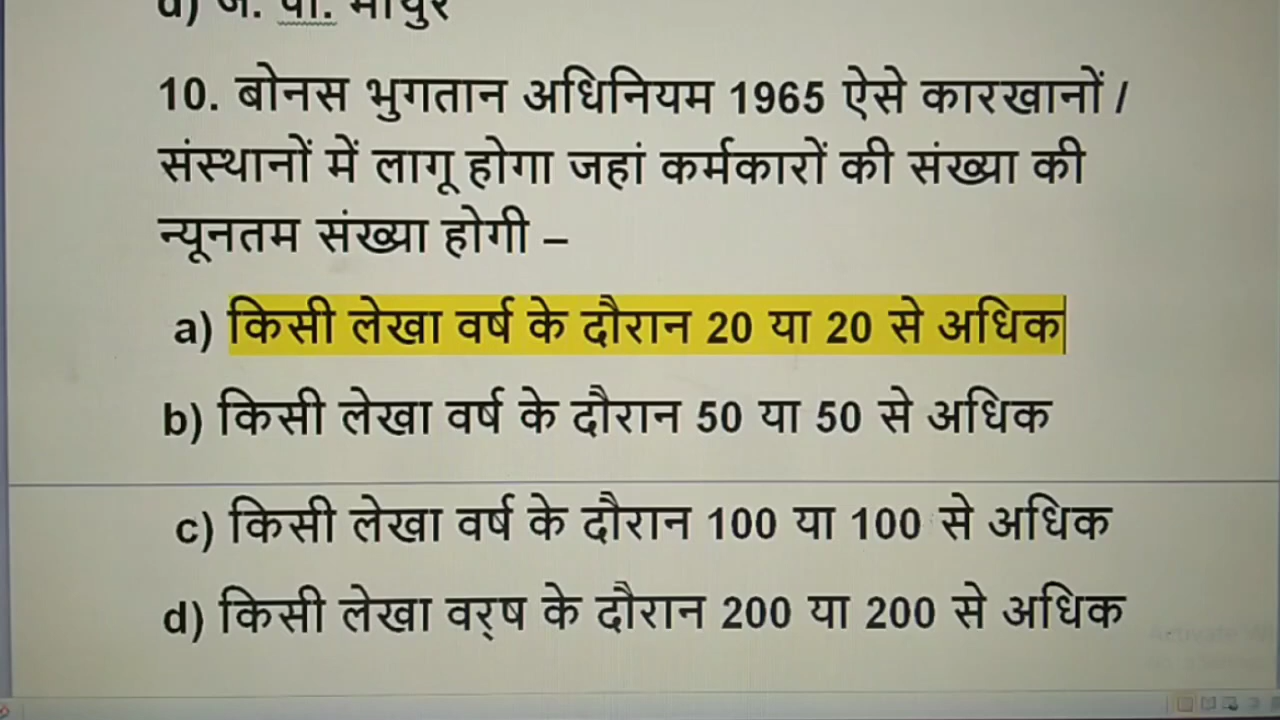 d) जे. पी. माथुर
10. बोनस भुगतान अधिनियम 1965 ऐसे कारखानों /
संस्थानों में लागू होगा जहां कर्मकारों की संख्या की
न्यूनतम संख्या होगी –
a) किसी लेखा वर्ष के दौरान 20 या 20 से अधिक
b) किसी लेखा वर्ष के दौरान 50 या 50 से अधिक
c) किसी लेखा वर्ष के दौरान 100 या 100 से अधिक
d) किसी लेखा वर्ष के दौरान 200 या 200 से अधिक
Activate